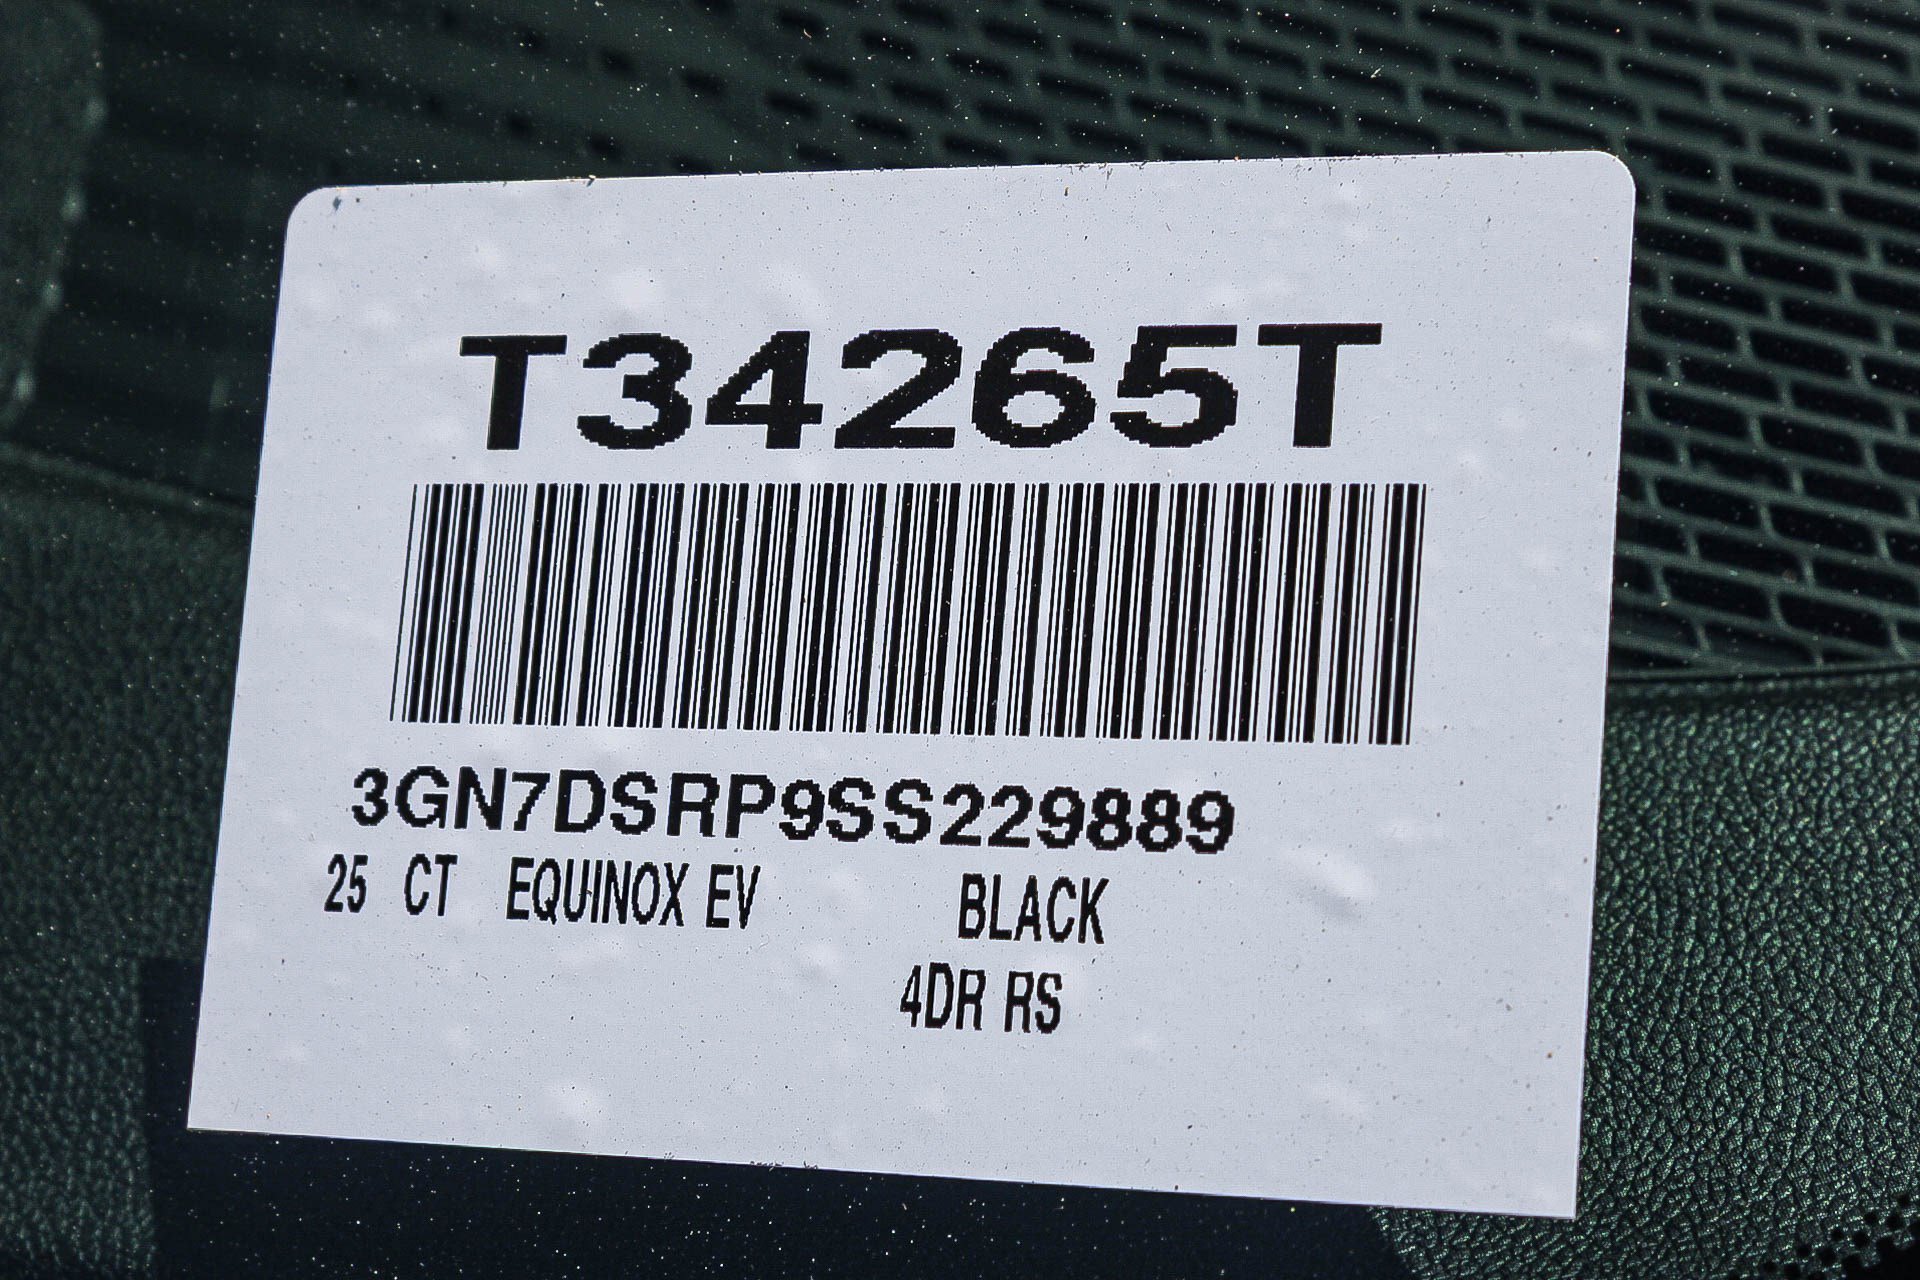 T34265T
3GN7DSRP9SS229889
25 CT EQUINOX EV BLACK
4DR RS